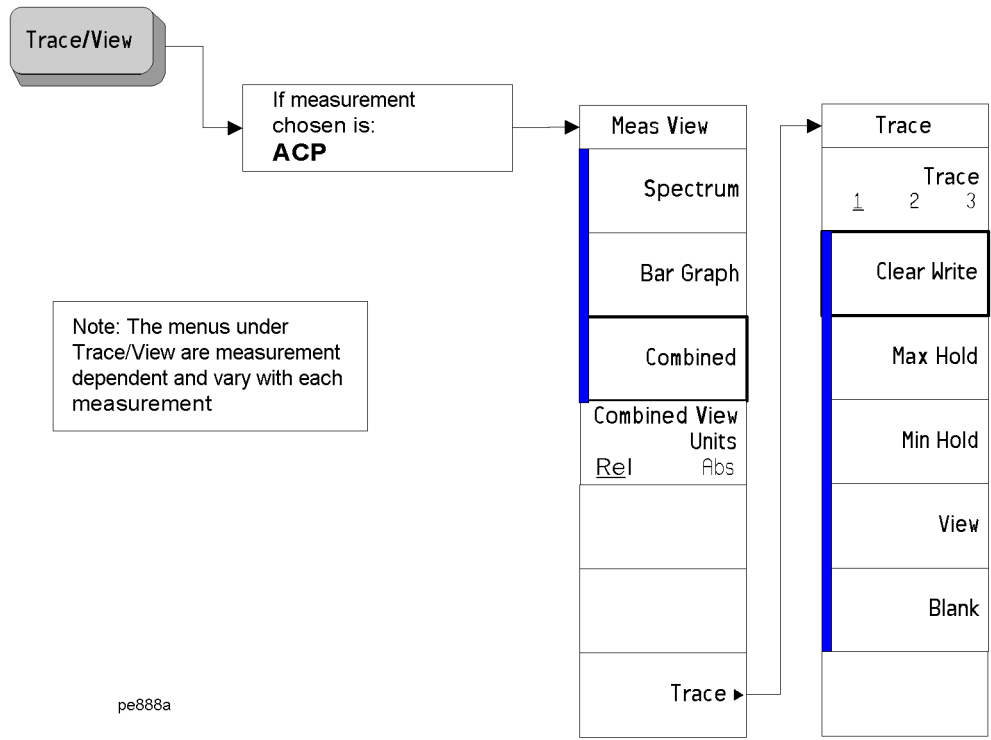 Trace/View
If measurement
chosen is:
ACP
Note: The menus under
Trace/View are measurement
dependent and vary with each
measurement
Meas View
Spectrum
Bar Graph
Combined
Combined View
Units
Rel Abs
Trace
Trace
Trace
1 2 3
Clear Write
Max Hold
Min Hold
View
Blank
pe888a